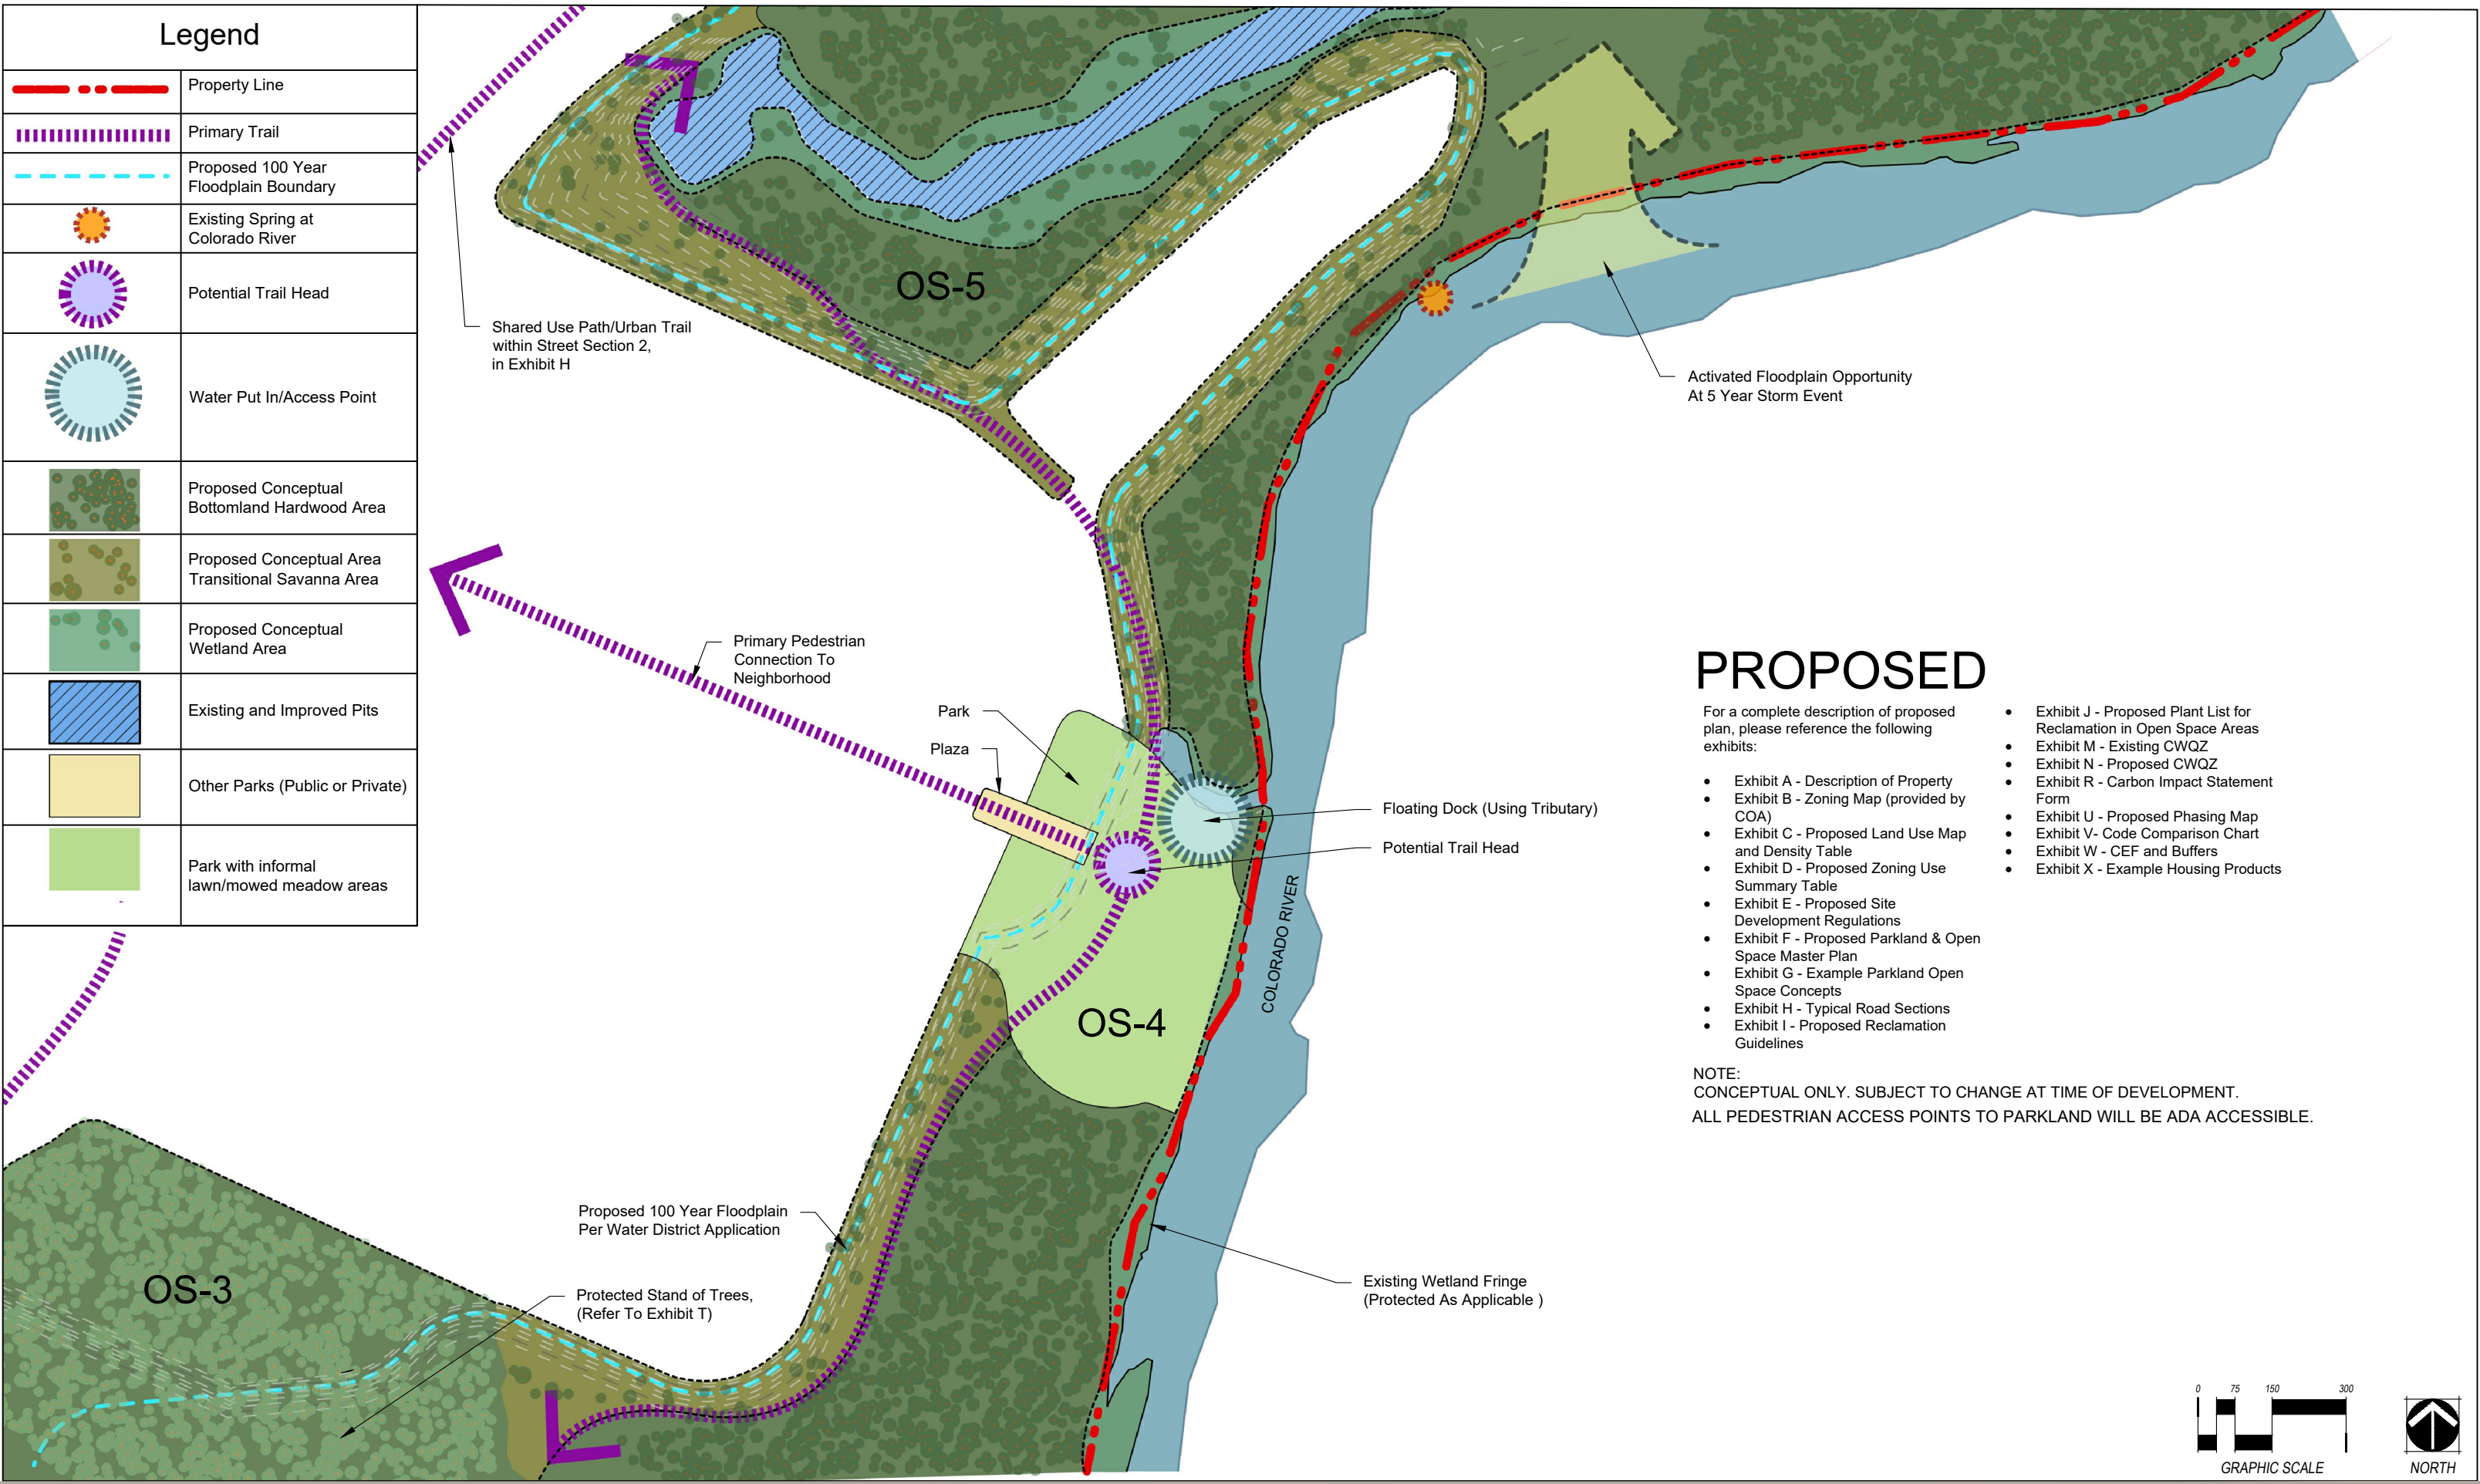 Legend
Property Line
Primary Trail
Proposed 100 Year
Floodplain Boundary
Existing Spring at
Colorado River
Potential Trail Head
Water Put In/Access Point
Proposed Conceptual
Bottomland Hardwood Area
Proposed Conceptual Area
Transitional Savanna Area
Proposed Conceptual
Wetland Area
Existing and Improved Pits
Other Parks (Public or Private)
Park with informal
lawn/mowed meadow areas
OS-5
Shared Use Path/Urban Trail
within Street Section 2,
in Exhibit H
Activated Floodplain Opportunity
At 5 Year Storm Event
Primary Pedestrian
Connection To
Neighborhood
Park
Plaza
Floating Dock (Using Tributary)
Potential Trail Head
COLORADO RIVER
OS-4
Proposed 100 Year Floodplain
Per Water District Application
OS-3
Protected Stand of Trees,
(Refer To Exhibit T)
Existing Wetland Fringe
(Protected As Applicable )
PROPOSED
For a complete description of proposed
plan, please reference the following
exhibits:
• Exhibit A - Description of Property
• Exhibit B - Zoning Map (provided by
COA)
• Exhibit C - Proposed Land Use Map
and Density Table
• Exhibit D - Proposed Zoning Use
Summary Table
• Exhibit E - Proposed Site
Development Regulations
• Exhibit F - Proposed Parkland & Open
Space Master Plan
• Exhibit G - Example Parkland Open
Space Concepts
• Exhibit H - Typical Road Sections
• Exhibit I - Proposed Reclamation
Guidelines
• Exhibit J - Proposed Plant List for
Reclamation in Open Space Areas
• Exhibit M - Existing CWQZ
• Exhibit N - Proposed CWQZ
• Exhibit R - Carbon Impact Statement
Form
• Exhibit U - Proposed Phasing Map
• Exhibit V- Code Comparison Chart
• Exhibit W - CEF and Buffers
• Exhibit X - Example Housing Products
NOTE:
CONCEPTUAL ONLY. SUBJECT TO CHANGE AT TIME OF DEVELOPMENT.
ALL PEDESTRIAN ACCESS POINTS TO PARKLAND WILL BE ADA ACCESSIBLE.
0 75 150 300
GRAPHIC SCALE
NORTH